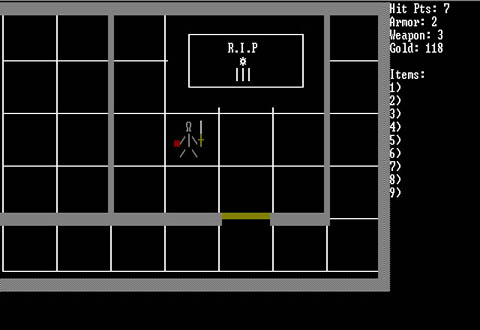 Hit Pts: 7
Armor: 2
Weapon: 3
Gold: 118
Items:
1)
2)
3)
4)
5)
6)
7)
8)
9)
R.I.P